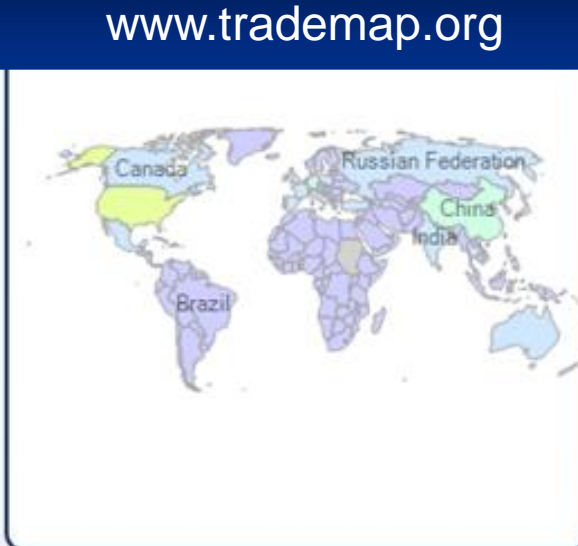 www.trademap.org
Canada
Russian Federation
China
India
Brazil